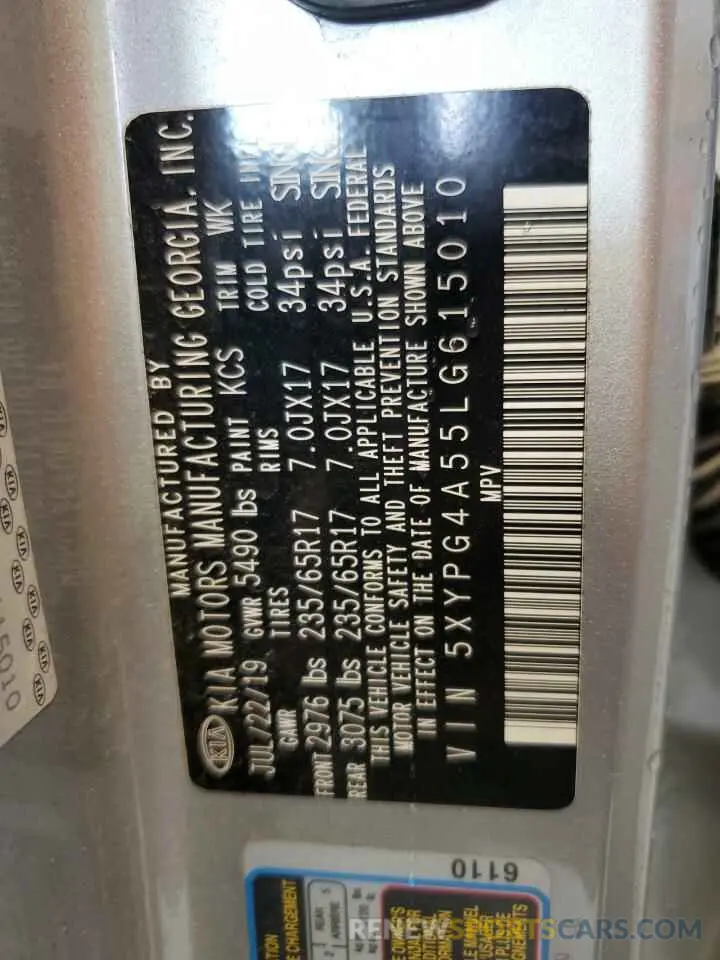 MANUFACTURED BY
KIA KIA MOTORS MANUFACTURING GEORGIA, INC.
JUL/22/19 GVWR 5490 lbs PAINT KCS TRIM WK
GAWR TIRES RIMS COLD TIRE
FRONT 2976 lbs 235/65R17 7.0JX17 34psi
REAR 3075 lbs 235/65R17 7.0JX17 34psi
THIS VEHICLE CONFORMS TO ALL APPLICABLE U.S.A. FEDERAL
MOTOR VEHICLE SAFETY AND THEFT PREVENTION STANDARDS
IN EFFECT ON THE DATE OF MANUFACTURE SHOWN ABOVE
VIN 5XYPG4A55LG615010
MPV
6110
RENEWSPORTSCARS.COM